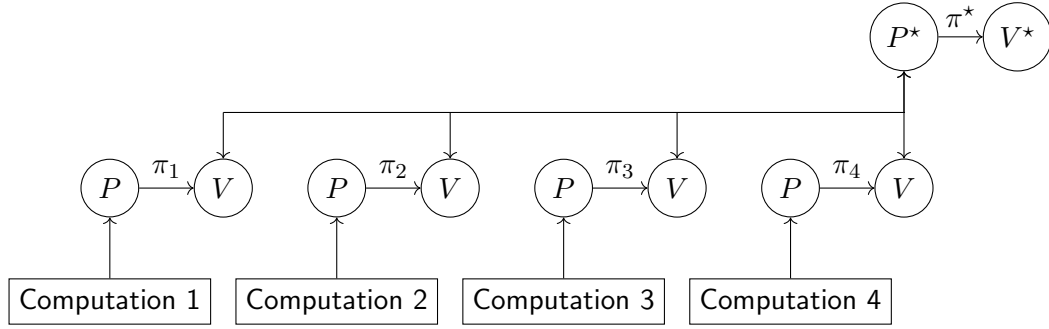 P⋆ π⋆ V⋆
P π₁ V P π₂ V P π₃ V P π₄ V
Computation 1 Computation 2 Computation 3 Computation 4